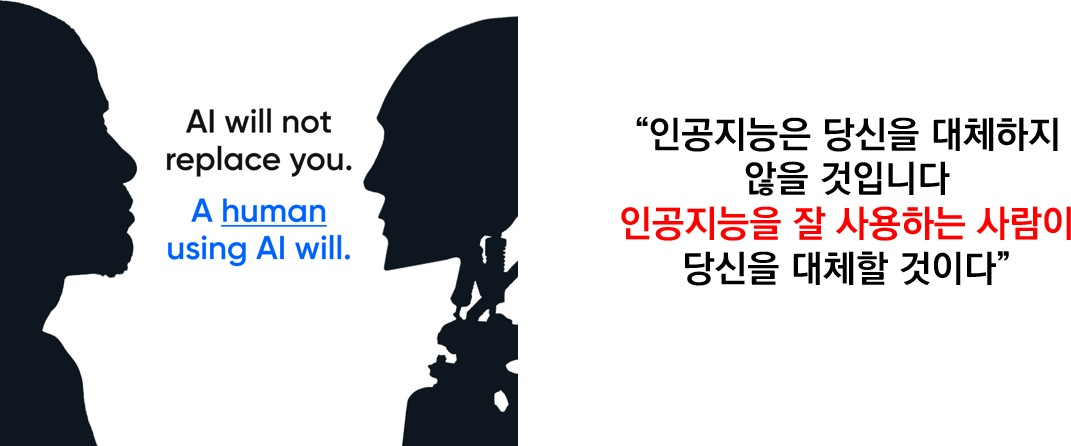 AI will not
replace you.
A human
using AI will.
“인공지능은 당신을 대체하지
않을 것입니다
인공지능을 잘 사용하는 사람이
당신을 대체할 것이다”